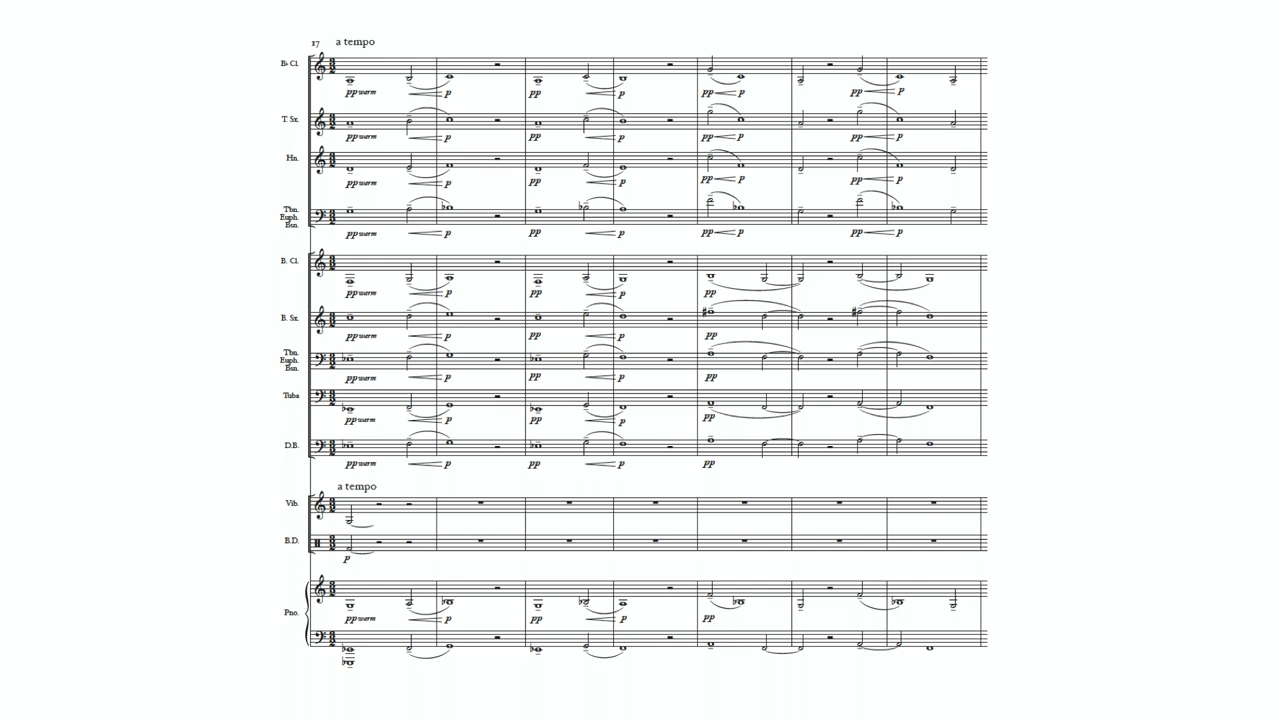 17 a tempo
B♭ Cl.
pp warm p pp p pp p pp p
T. Sx.
pp warm p pp p pp p pp p
Hn.
pp warm p pp p pp p pp p
Tbn.
Euph.
Bsn.
pp warm p pp p pp p pp p
B. Cl.
pp warm p pp p pp
B. Sx.
pp warm p pp p pp
Tbn.
Euph.
Bsn.
pp warm p pp p pp
Tuba
pp warm p pp p pp
D.B.
pp warm p pp p pp
a tempo
Vib.
B.D.
p
Pno.
pp warm p pp p pp